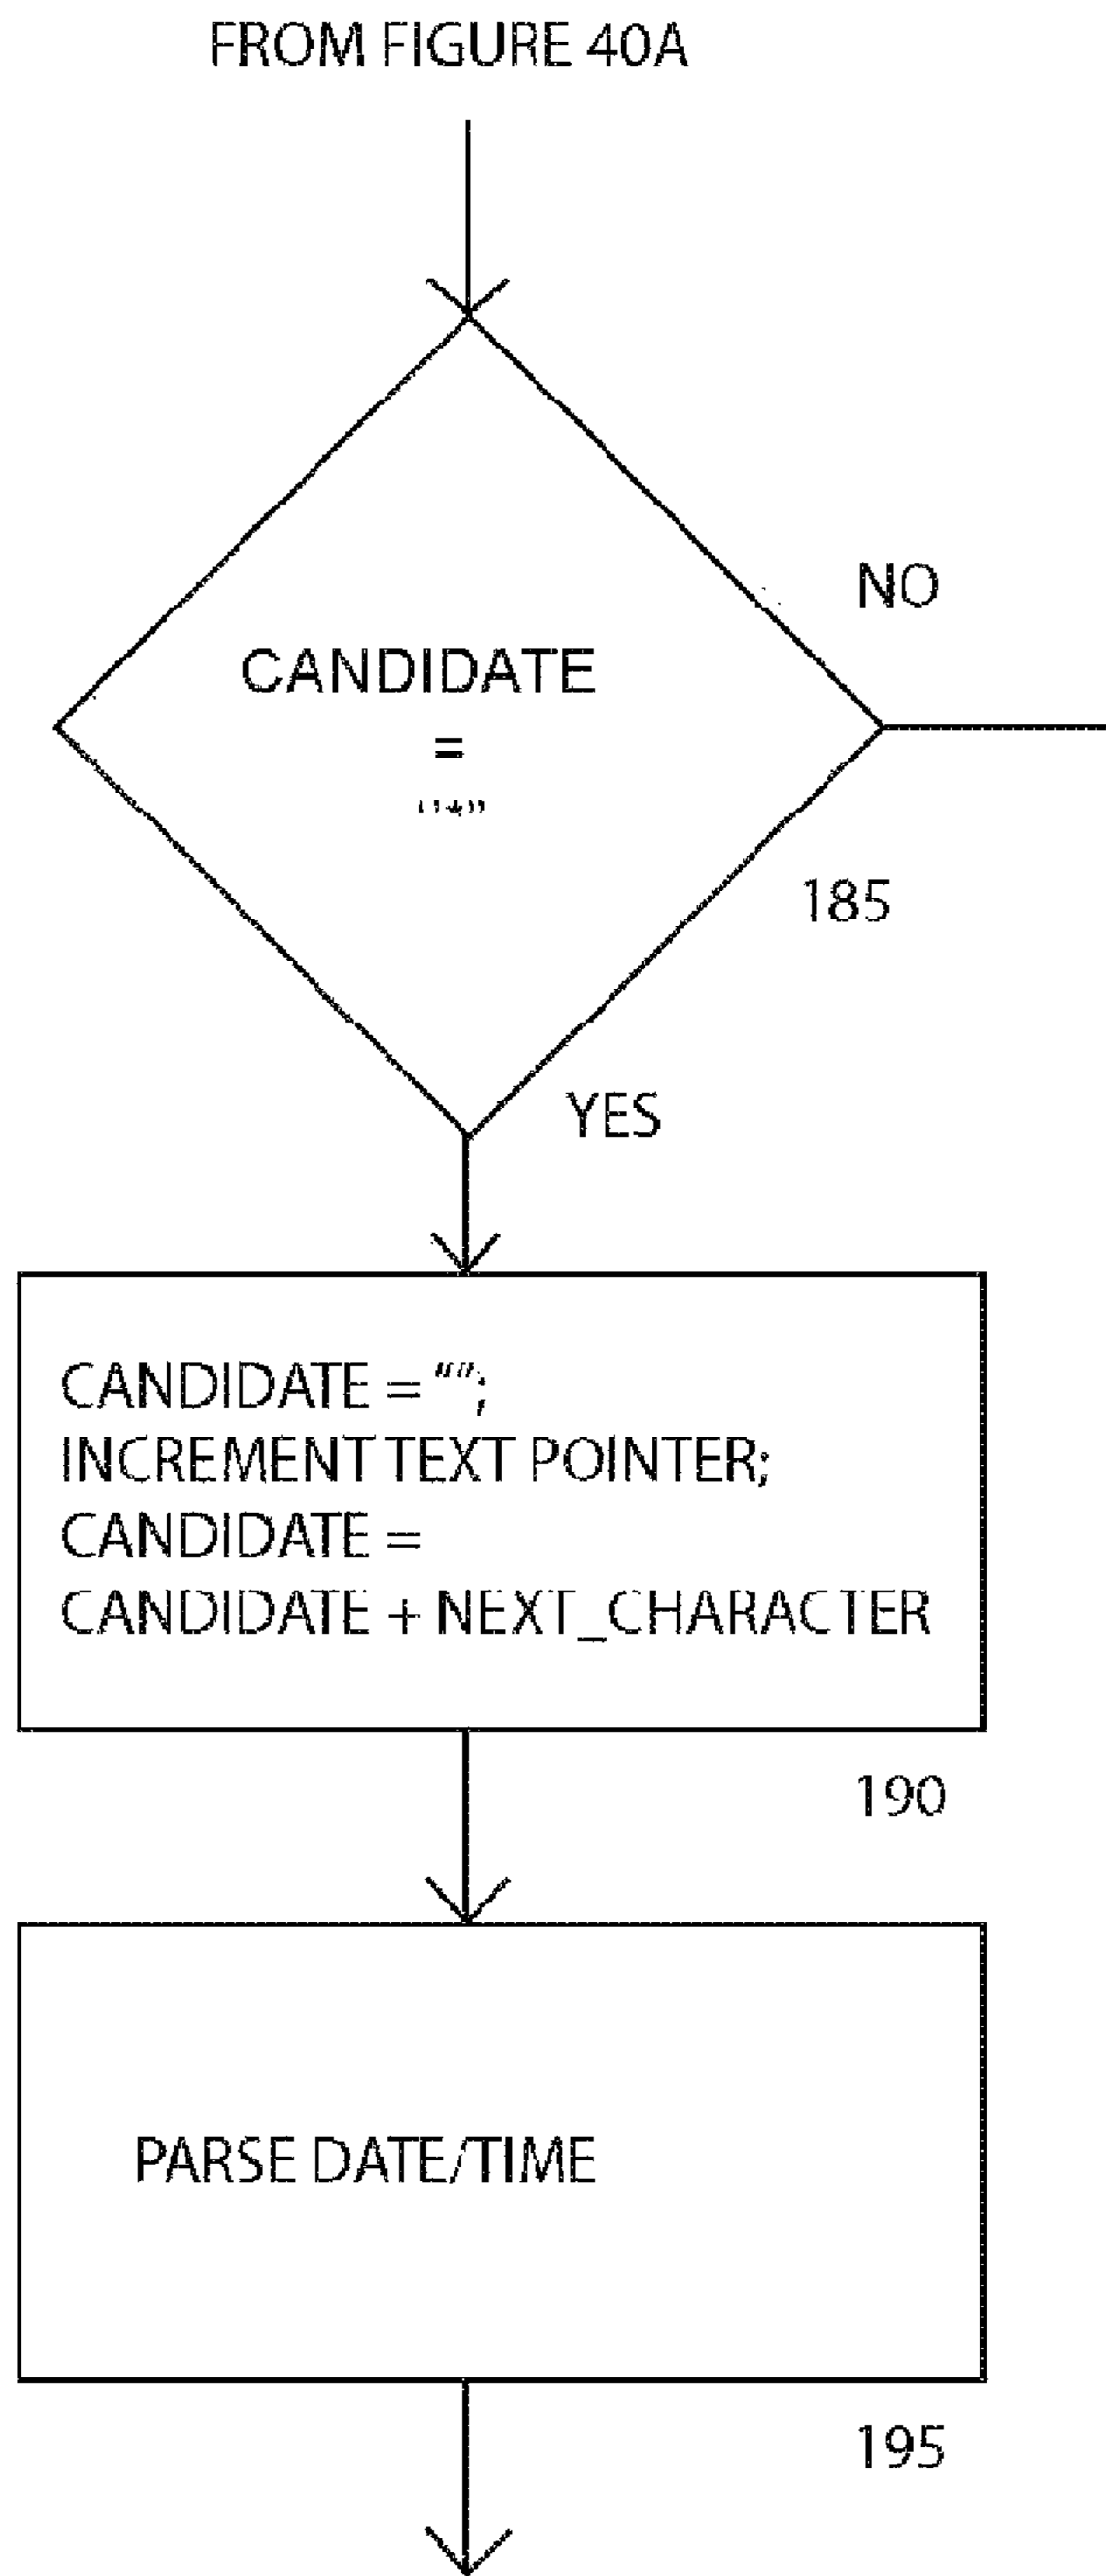 FROM FIGURE 40A
NO
CANDIDATE
=
185
YES
CANDIDATE = “”;
INCREMENT TEXT POINTER;
CANDIDATE =
CANDIDATE + NEXT_CHARACTER
190
PARSE DATE/TIME
195